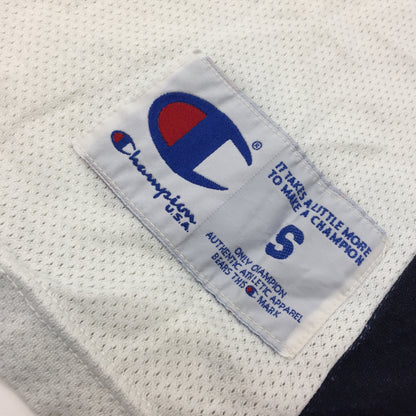 ®
Champion
U.S.A.
IT TAKES A LITTLE MORE
TO MAKE A CHAMPION
S
ONLY CHAMPION
AUTHENTIC ATHLETIC APPAREL
BEARS THIS C MARK